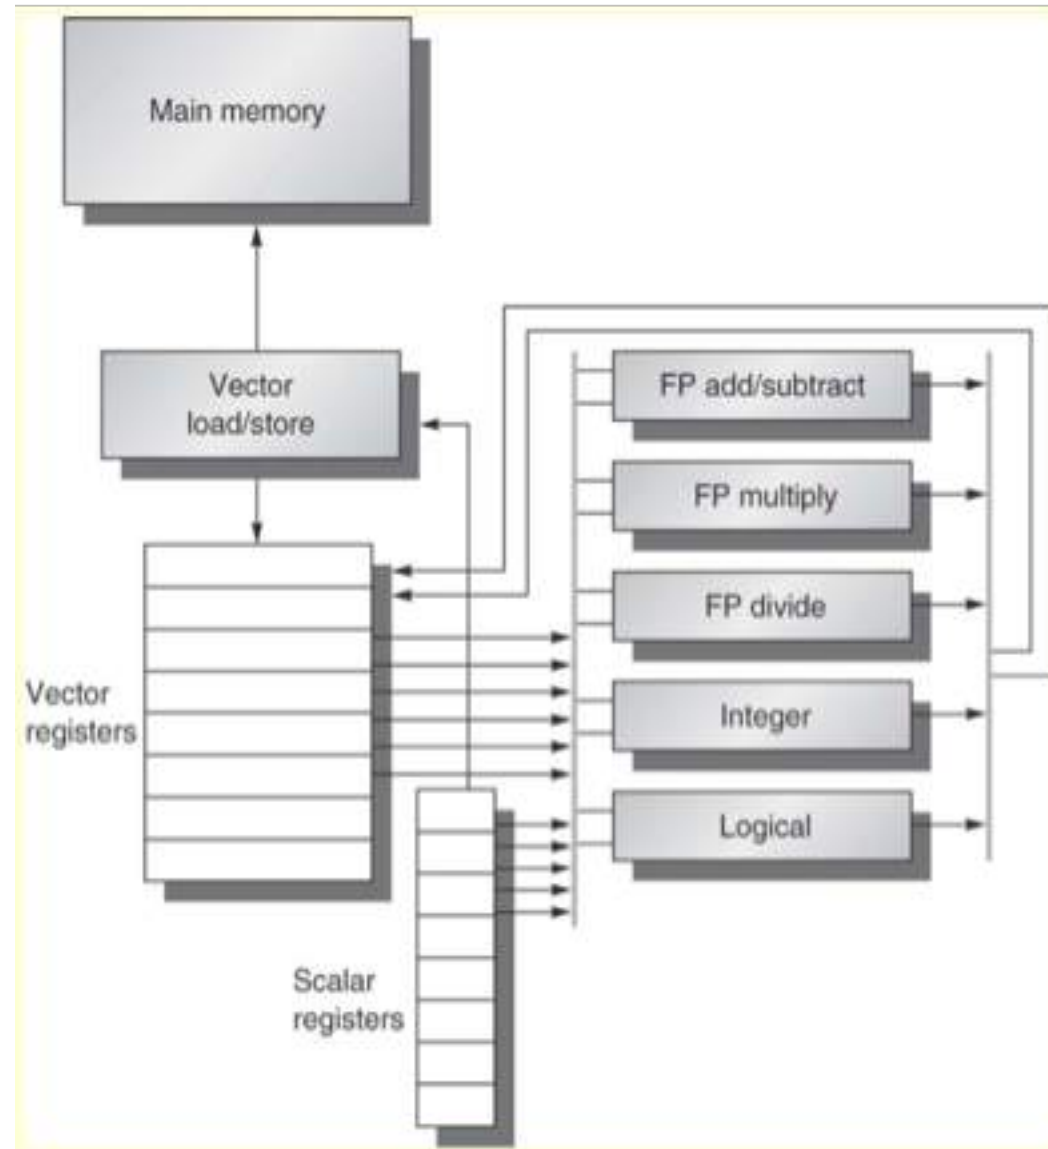 Main memory
Vector
load/store
FP add/subtract
FP multiply
FP divide
Integer
Logical
Vector
registers
Scalar
registers